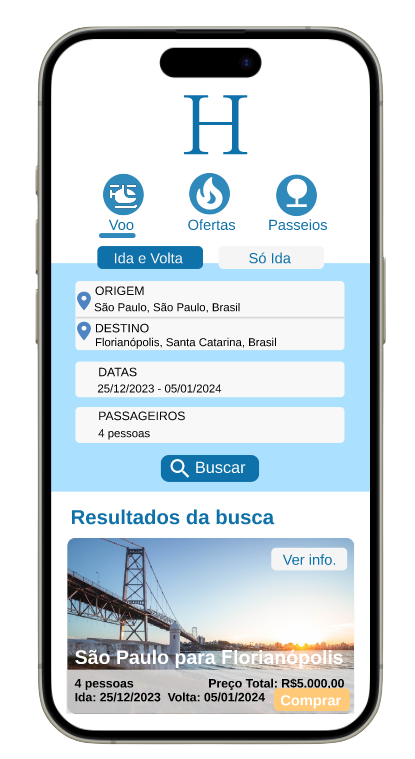 H
Voo Ofertas Passeios
Ida e Volta Só Ida
ORIGEM
São Paulo, São Paulo, Brasil
DESTINO
Florianópolis, Santa Catarina, Brasil
DATAS
25/12/2023 - 05/01/2024
PASSAGEIROS
4 pessoas
Buscar
Resultados da busca
Ver info.
São Paulo para Florianópolis
4 pessoas Preço Total: R$5.000,00
Ida: 25/12/2023 Volta: 05/01/2024
Comprar